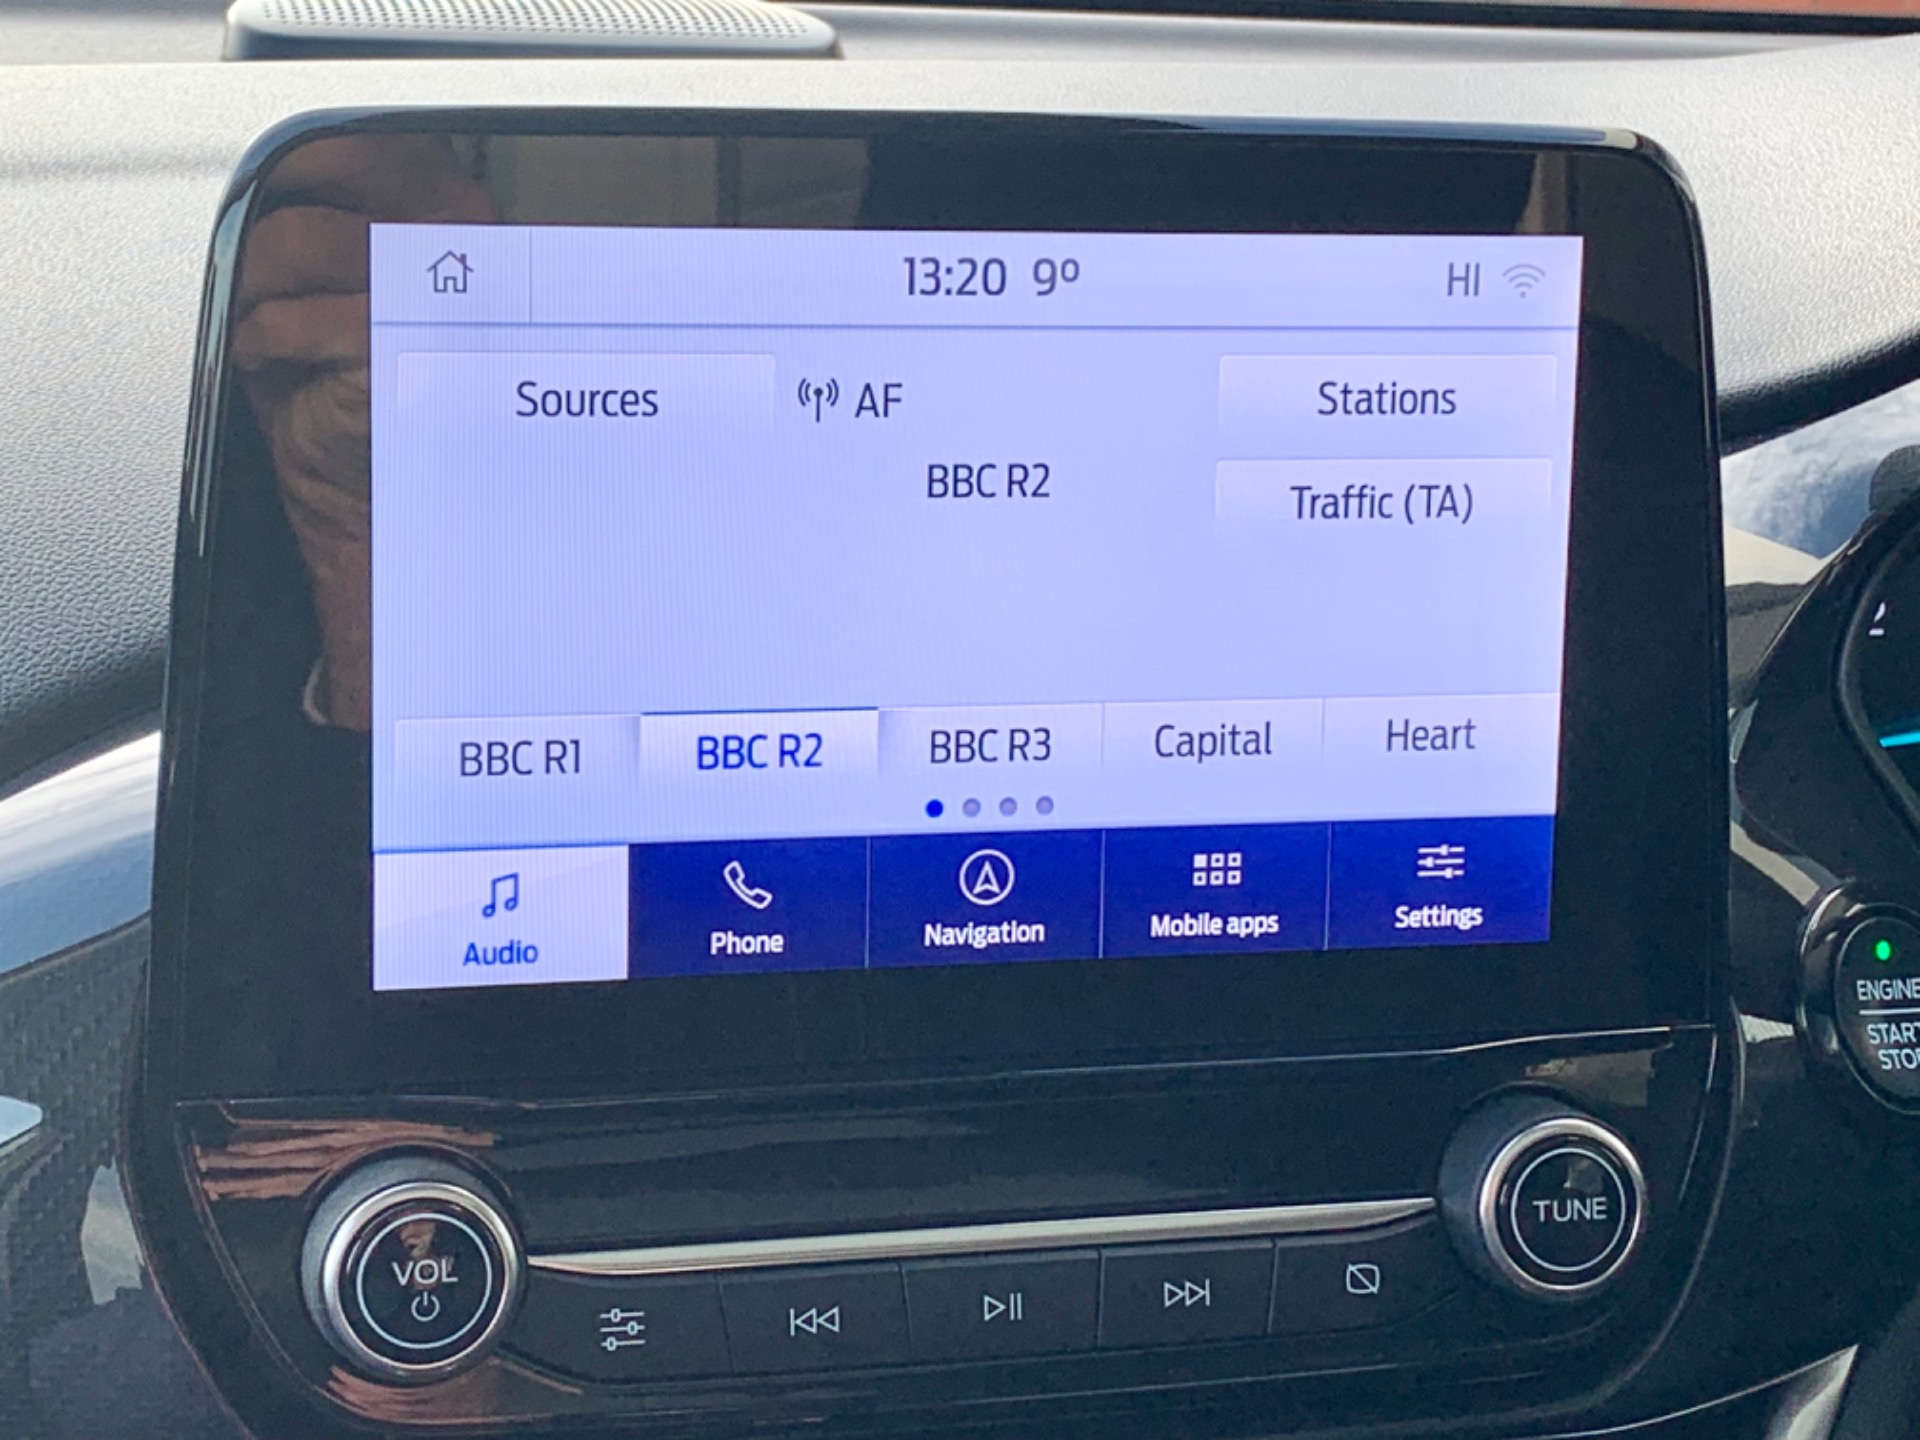 13:20 9º HI
Sources AF Stations
BBC R2
Traffic (TA)
BBC R1 BBC R2 BBC R3 Capital Heart
Audio Phone Navigation Mobile apps Settings
ENGINE
START
STOP
TUNE
VOL